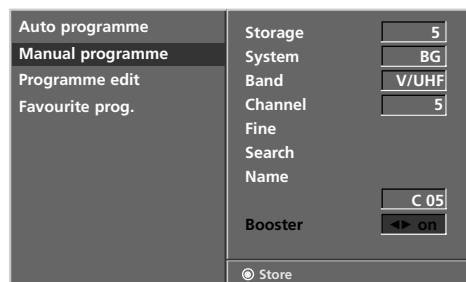 Auto programme
Manual programme
Programme edit
Favourite prog.
Storage 5
System BG
Band V/UHF
Channel 5
Fine
Search
Name
C 05
Booster ◄► on
◉ Store